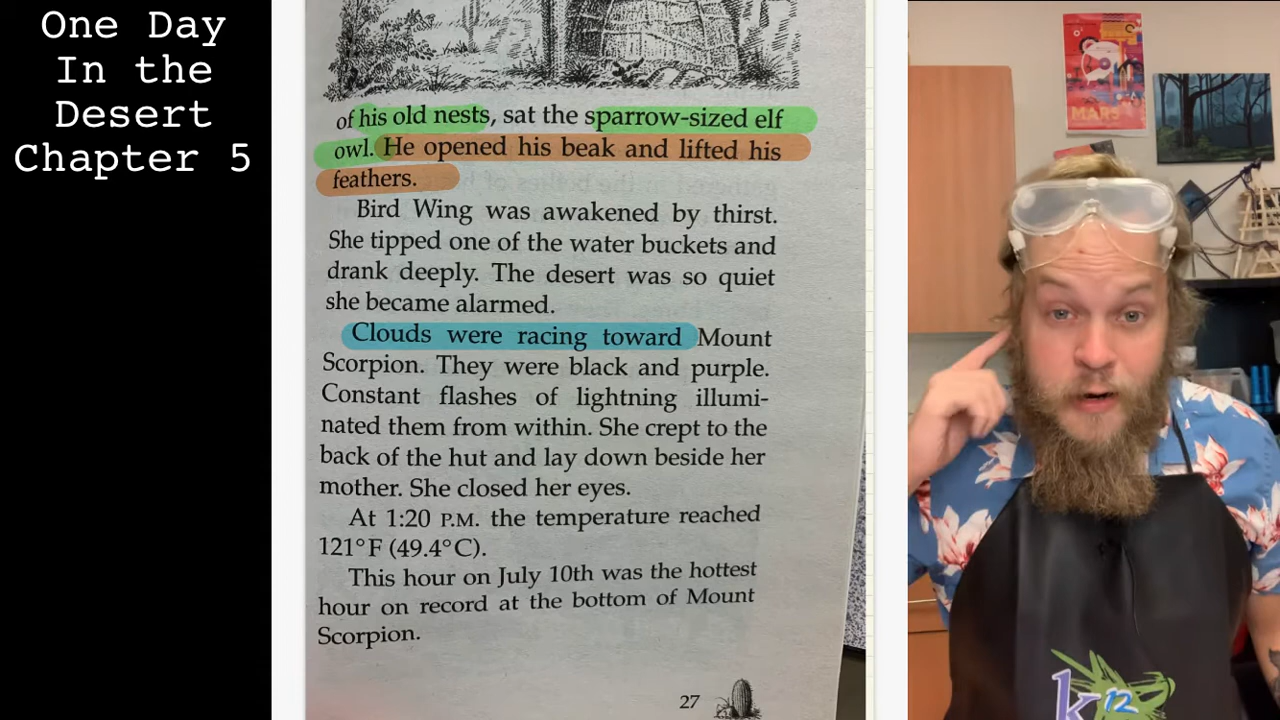 One Day
In the
Desert
Chapter 5
of his old nests, sat the sparrow-sized elf
owl. He opened his beak and lifted his
feathers.
Bird Wing was awakened by thirst.
She tipped one of the water buckets and
drank deeply. The desert was so quiet
she became alarmed.
Clouds were racing toward Mount
Scorpion. They were black and purple.
Constant flashes of lightning illumi-
nated them from within. She crept to the
back of the hut and lay down beside her
mother. She closed her eyes.
At 1:20 P.M. the temperature reached
121°F (49.4°C).
This hour on July 10th was the hottest
hour on record at the bottom of Mount
Scorpion.
27
MARS
k12